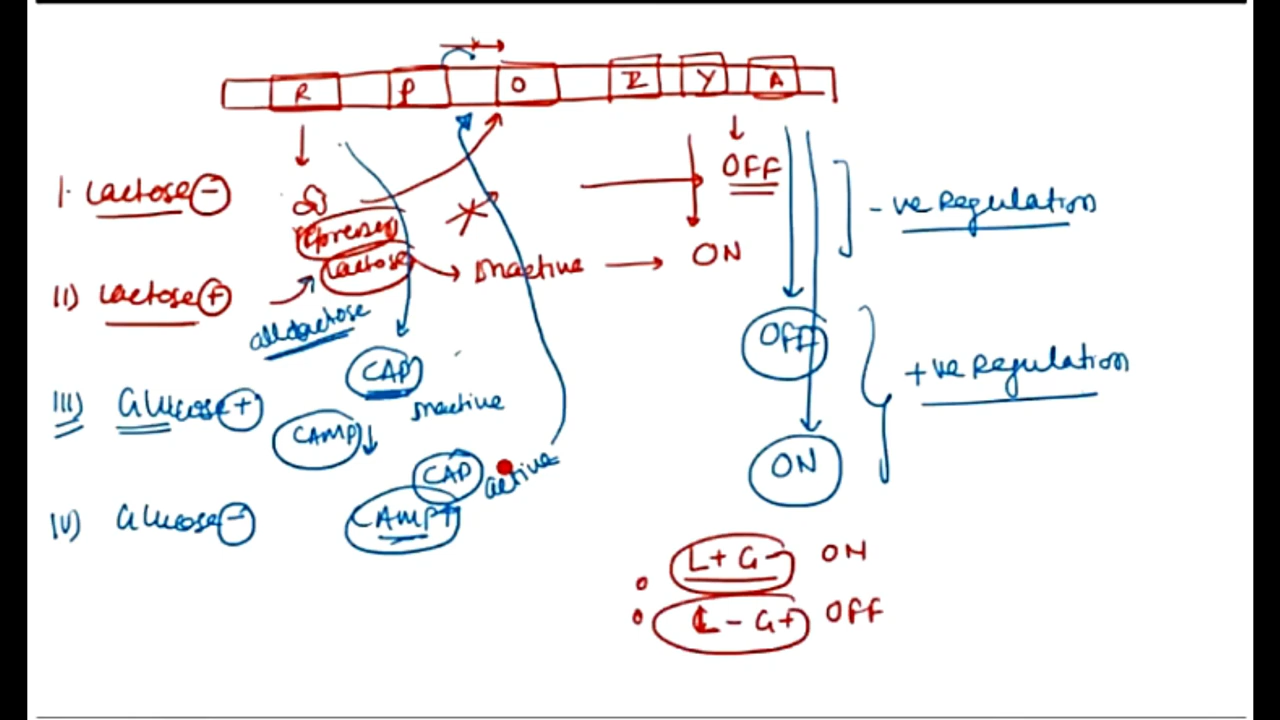 R P O Z Y A
OFF
I. Lactose -
Repressor
-ve Regulation
Lactose Inactive ON
II) Lactose +
allolactose
OFF
CAP
+ve Regulation
III) Glucose + Inactive
CAMP↓
ON
CAP active
IV) Glucose - CAMP↑
L+ G- ON
L- G+ OFF